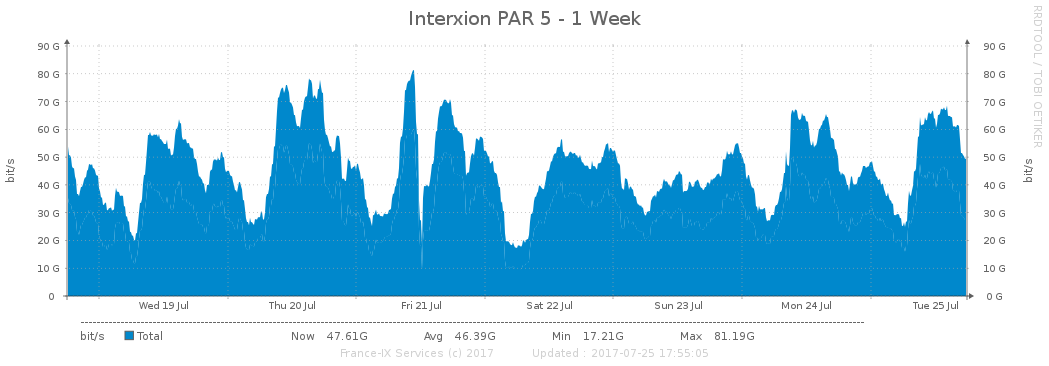 Interxion PAR 5 - 1 Week
RRDTOOL / TOBI OETIKER
90 G 90 G
80 G 80 G
70 G 70 G
60 G 60 G
50 G 50 G
40 G 40 G
30 G 30 G
20 G 20 G
10 G 10 G
0 0 G
bit/s
bit/s
Wed 19 Jul Thu 20 Jul Fri 21 Jul Sat 22 Jul Sun 23 Jul Mon 24 Jul Tue 25 Jul
bit/s Total Now 47.61G Avg 46.39G Min 17.21G Max 81.19G
France-IX Services (c) 2017 Updated : 2017-07-25 17:55:05